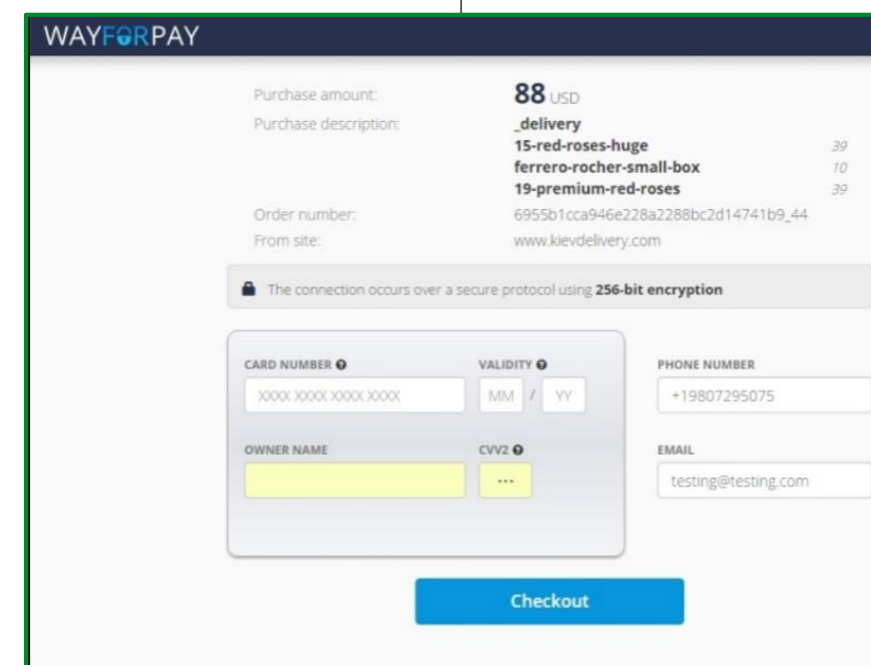 WAYFORPAY
Purchase amount: 88 USD
Purchase description: _delivery
15-red-roses-huge 39
ferrero-rocher-small-box 10
19-premium-red-roses 39
Order number: 6955b1cca946e228a2288bc2d14741b9_44
From site: www.kievdelivery.com
The connection occurs over a secure protocol using 256-bit encryption
CARD NUMBER VALIDITY PHONE NUMBER
XXXX XXXX XXXX XXXX MM / YY +19807295075
OWNER NAME CVV2 EMAIL
••• testing@testing.com
Checkout